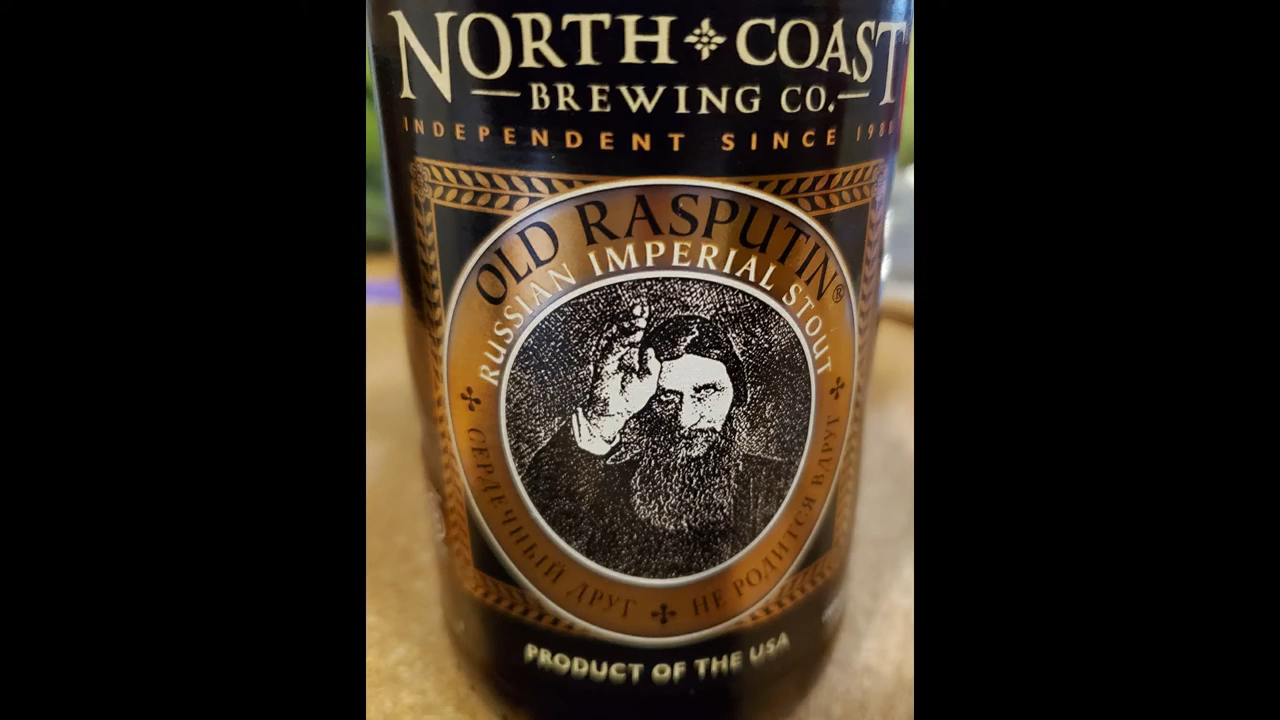 NORTH COAST
BREWING CO.
INDEPENDENT SINCE 1988
OLD RASPUTIN®
RUSSIAN IMPERIAL STOUT
СЕРДЕЧНЫЙ ДРУГ
НЕ РОДИТСЯ ВДРУГ
PRODUCT OF THE USA